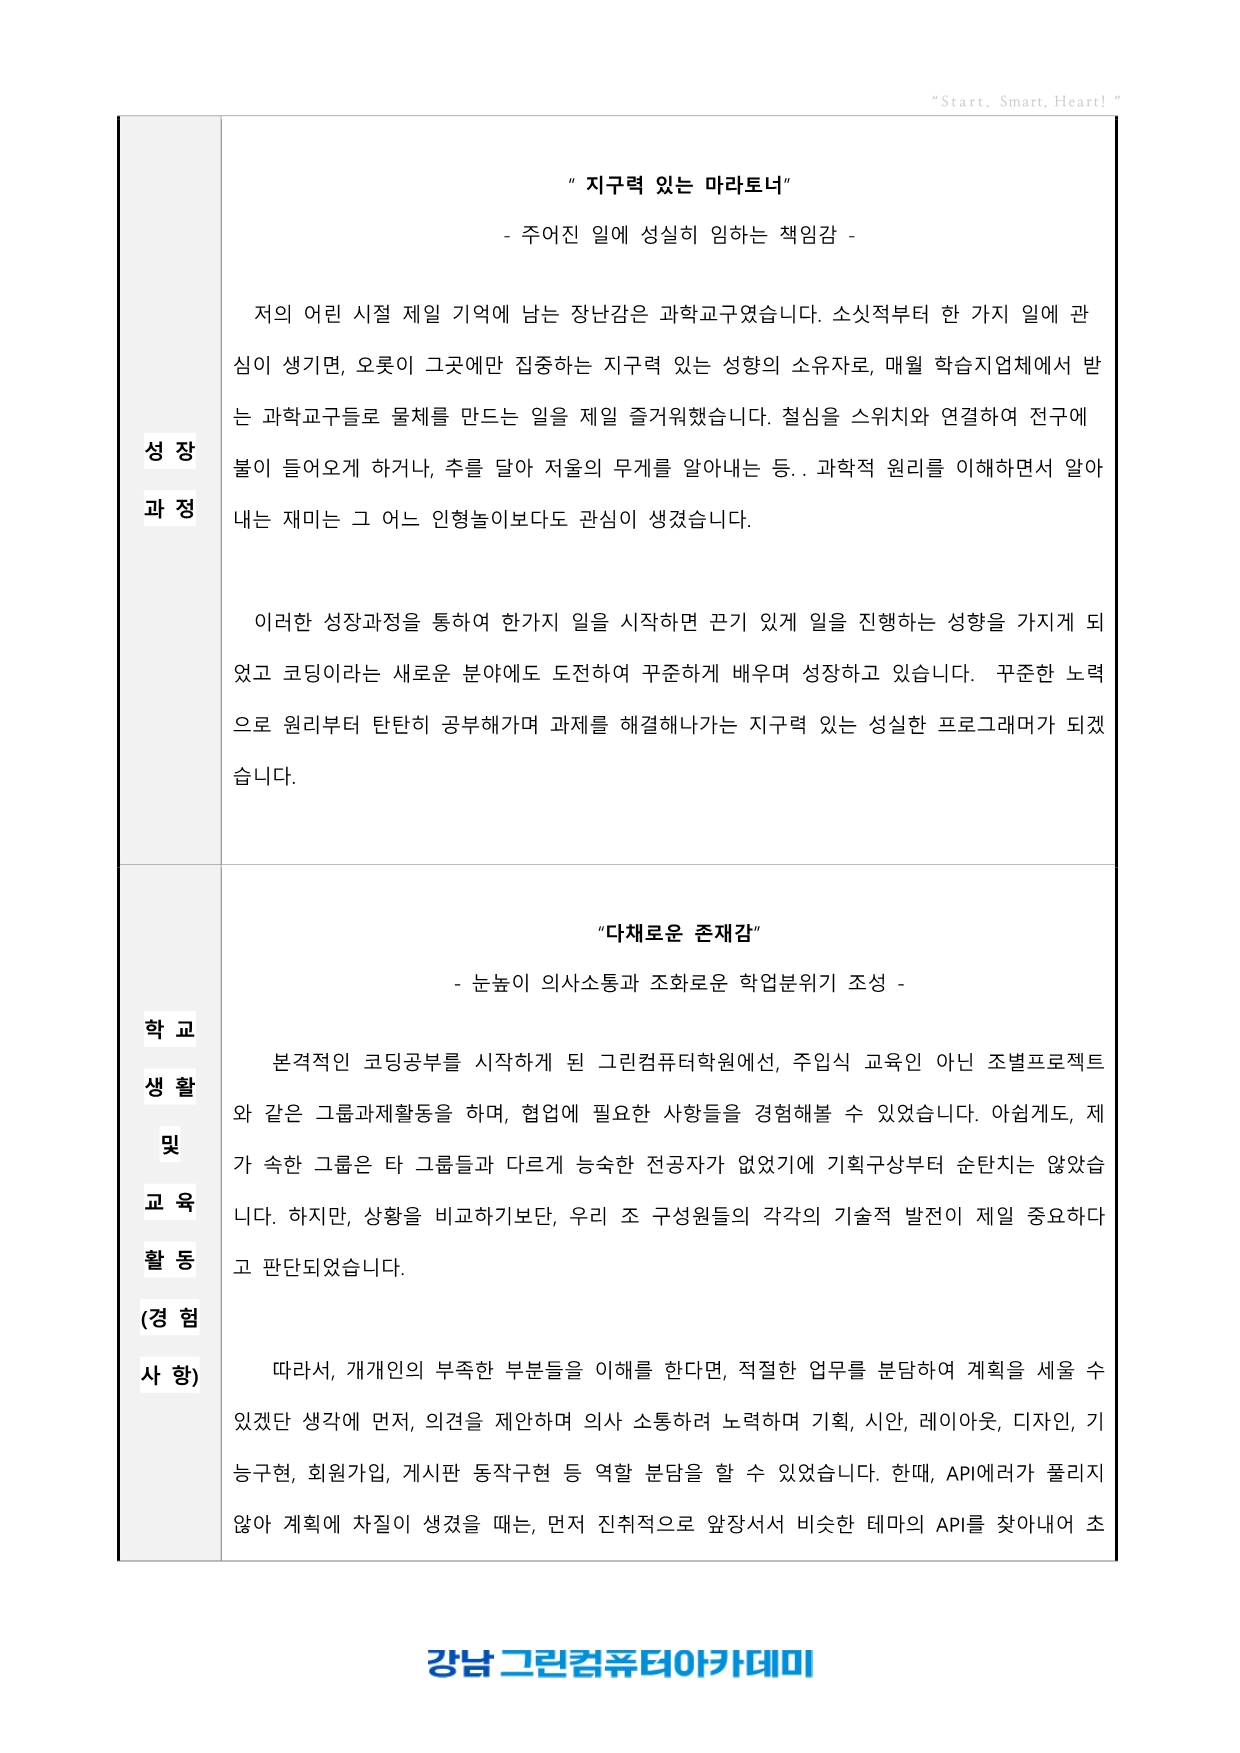 "Start, Smart, Heart! "
" 지구력 있는 마라토너"
- 주어진 일에 성실히 임하는 책임감 -
성 장
과 정
저의 어린 시절 제일 기억에 남는 장난감은 과학교구였습니다. 소싯적부터 한 가지 일에 관
심이 생기면, 오롯이 그곳에만 집중하는 지구력 있는 성향의 소유자로, 매월 학습지업체에서 받
는 과학교구들로 물체를 만드는 일을 제일 즐거워했습니다. 철심을 스위치와 연결하여 전구에
불이 들어오게 하거나, 추를 달아 저울의 무게를 알아내는 등. . 과학적 원리를 이해하면서 알아
내는 재미는 그 어느 인형놀이보다도 관심이 생겼습니다.
이러한 성장과정을 통하여 한가지 일을 시작하면 끈기 있게 일을 진행하는 성향을 가지게 되
었고 코딩이라는 새로운 분야에도 도전하여 꾸준하게 배우며 성장하고 있습니다. 꾸준한 노력
으로 원리부터 탄탄히 공부해가며 과제를 해결해나가는 지구력 있는 성실한 프로그래머가 되겠
습니다.
"다채로운 존재감"
- 눈높이 의사소통과 조화로운 학업분위기 조성 -
학 교
생 활
및
교 육
활 동
(경 험
사 항)
본격적인 코딩공부를 시작하게 된 그린컴퓨터학원에선, 주입식 교육인 아닌 조별프로젝트
와 같은 그룹과제활동을 하며, 협업에 필요한 사항들을 경험해볼 수 있었습니다. 아쉽게도, 제
가 속한 그룹은 타 그룹들과 다르게 능숙한 전공자가 없었기에 기획구상부터 순탄치는 않았습
니다. 하지만, 상황을 비교하기보단, 우리 조 구성원들의 각각의 기술적 발전이 제일 중요하다
고 판단되었습니다.
따라서, 개개인의 부족한 부분들을 이해를 한다면, 적절한 업무를 분담하여 계획을 세울 수
있겠단 생각에 먼저, 의견을 제안하며 의사 소통하려 노력하며 기획, 시안, 레이아웃, 디자인, 기
능구현, 회원가입, 게시판 동작구현 등 역할 분담을 할 수 있었습니다. 한때, API에러가 풀리지
않아 계획에 차질이 생겼을 때는, 먼저 진취적으로 앞장서서 비슷한 테마의 API를 찾아내어 초
강남 그린컴퓨터아카데미